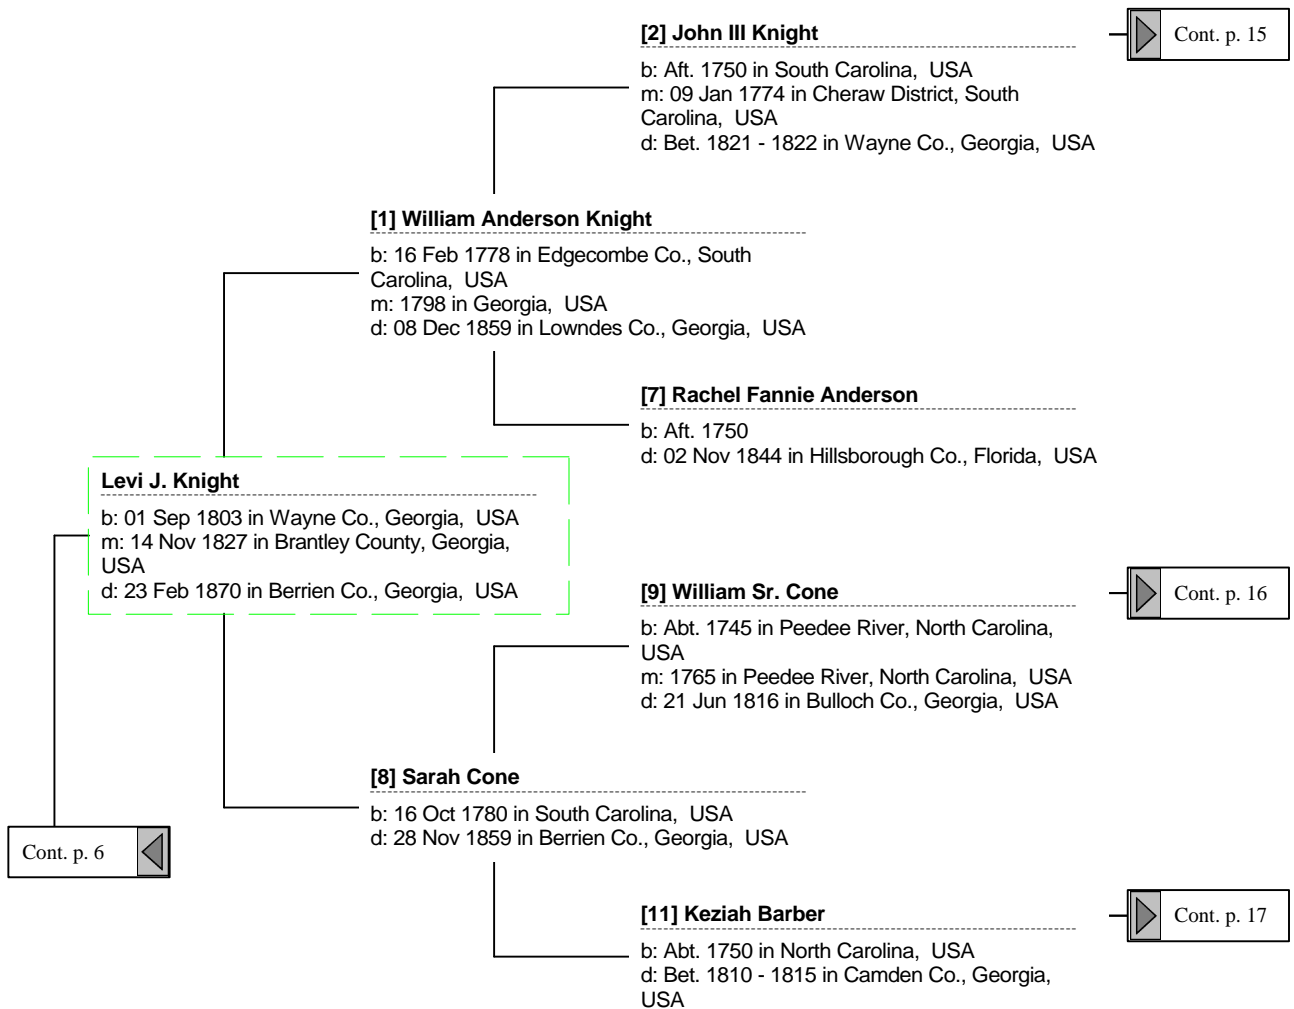 [2] John III Knight
Cont. p. 15
b: Aft. 1750 in South Carolina, USA
m: 09 Jan 1774 in Cheraw District, South
Carolina, USA
d: Bet. 1821 - 1822 in Wayne Co., Georgia, USA
[1] William Anderson Knight
b: 16 Feb 1778 in Edgecombe Co., South
Carolina, USA
m: 1798 in Georgia, USA
d: 08 Dec 1859 in Lowndes Co., Georgia, USA
[7] Rachel Fannie Anderson
b: Aft. 1750
d: 02 Nov 1844 in Hillsborough Co., Florida, USA
Levi J. Knight
b: 01 Sep 1803 in Wayne Co., Georgia, USA
m: 14 Nov 1827 in Brantley County, Georgia,
USA
d: 23 Feb 1870 in Berrien Co., Georgia, USA
[9] William Sr. Cone
Cont. p. 16
b: Abt. 1745 in Peedee River, North Carolina,
USA
m: 1765 in Peedee River, North Carolina, USA
d: 21 Jun 1816 in Bulloch Co., Georgia, USA
[8] Sarah Cone
b: 16 Oct 1780 in South Carolina, USA
d: 28 Nov 1859 in Berrien Co., Georgia, USA
Cont. p. 6
[11] Keziah Barber
Cont. p. 17
b: Abt. 1750 in North Carolina, USA
d: Bet. 1810 - 1815 in Camden Co., Georgia,
USA